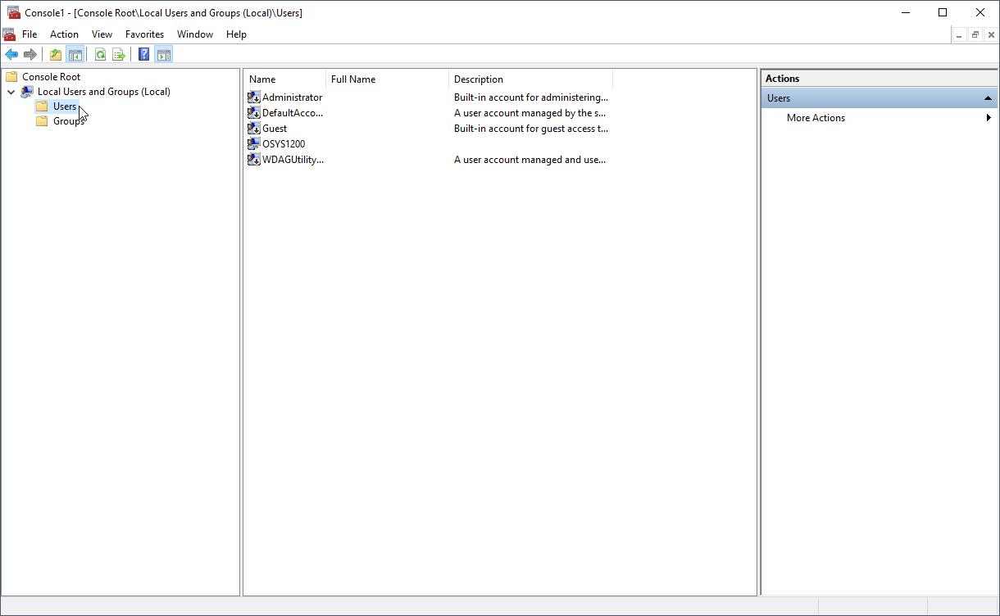 Console1 - [Console Root\Local Users and Groups (Local)\Users]
File Action View Favorites Window Help
Console Root
Local Users and Groups (Local)
Users
Groups
Name Full Name Description
Administrator Built-in account for administering...
DefaultAcco... A user account managed by the s...
Guest Built-in account for guest access t...
OSYS1200
WDAGUtility... A user account managed and use...
Actions
Users
More Actions